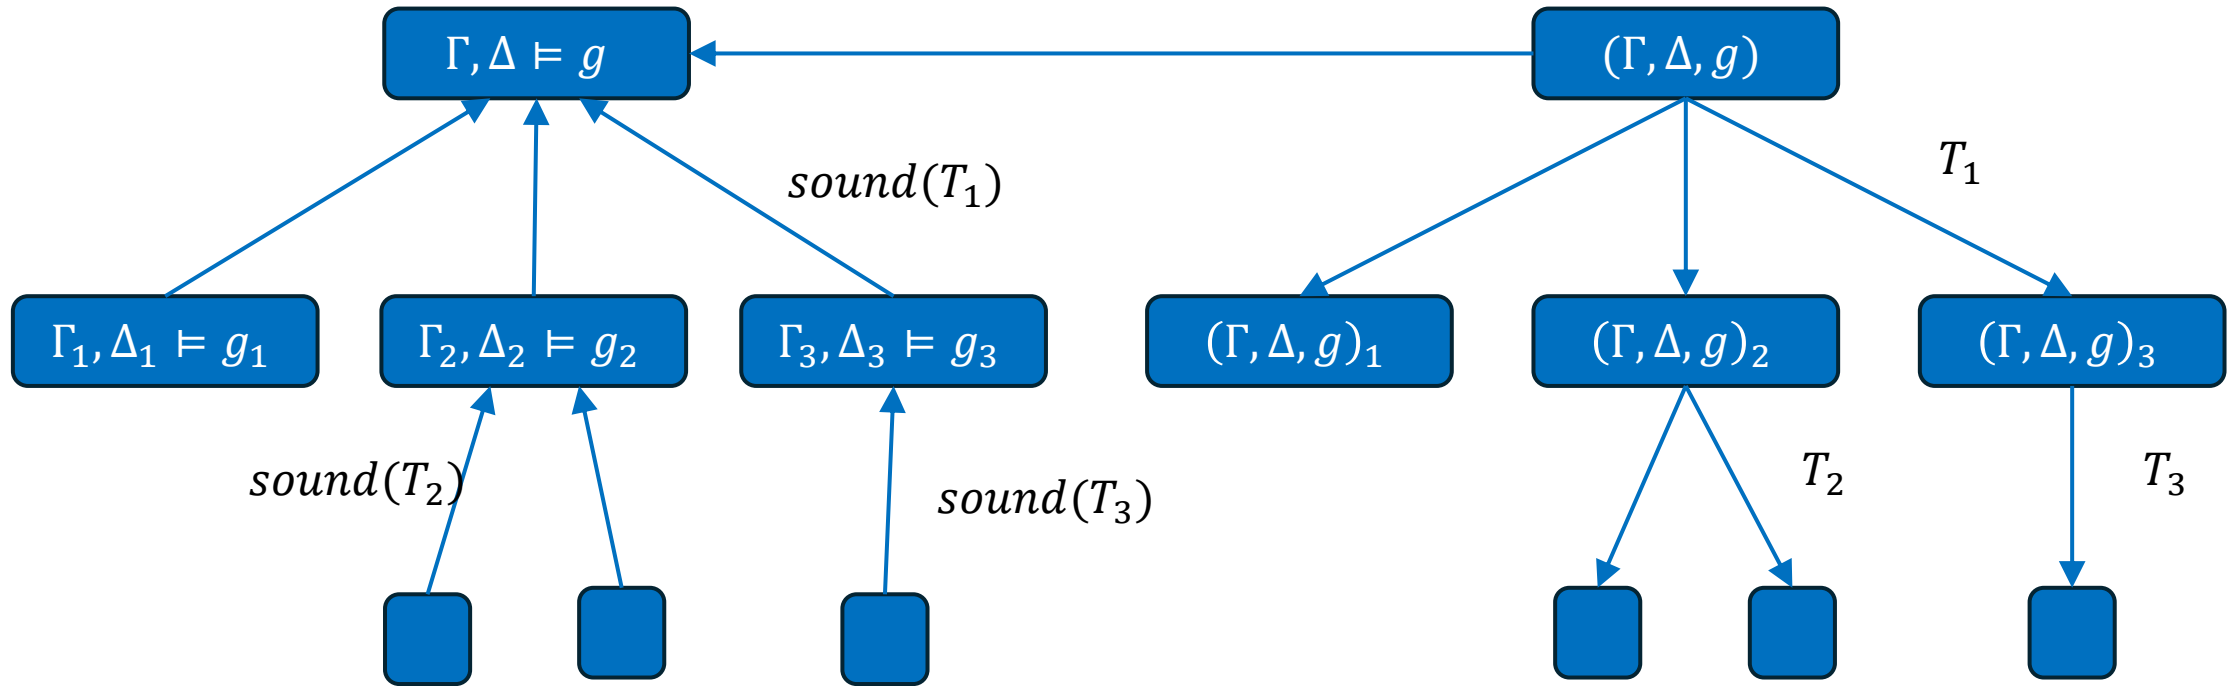 Γ, Δ ⊨ g
(Γ, Δ, g)
T₁
sound(T₁)
Γ₁, Δ₁ ⊨ g₁
Γ₂, Δ₂ ⊨ g₂
Γ₃, Δ₃ ⊨ g₃
(Γ, Δ, g)₁
(Γ, Δ, g)₂
(Γ, Δ, g)₃
sound(T₂)
sound(T₃)
T₂
T₃